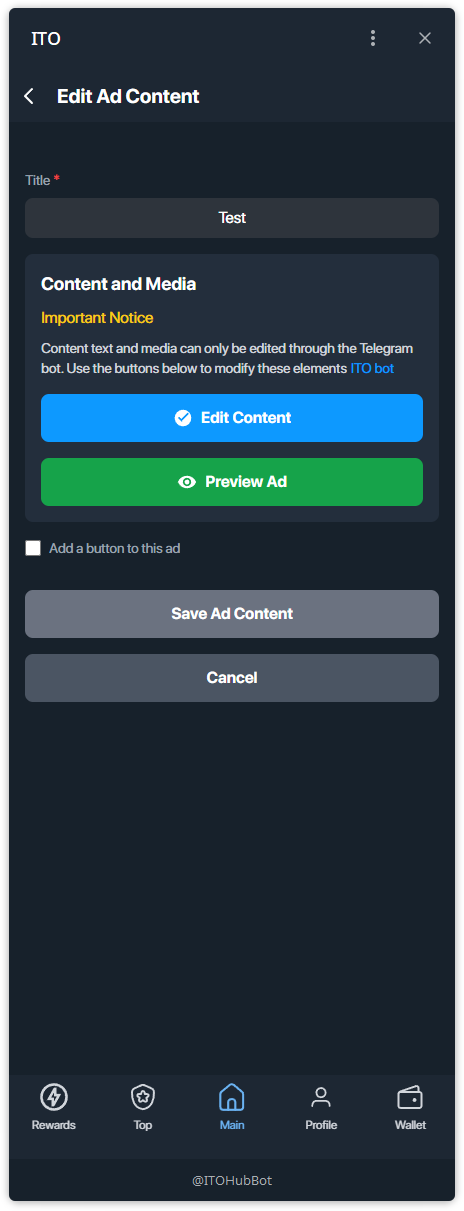 ITO
Edit Ad Content
Title *
Test
Content and Media
Important Notice
Content text and media can only be edited through the Telegram
bot. Use the buttons below to modify these elements ITO bot
Edit Content
Preview Ad
Add a button to this ad
Save Ad Content
Cancel
Rewards
Top
Main
Profile
Wallet
@ITOHubBot